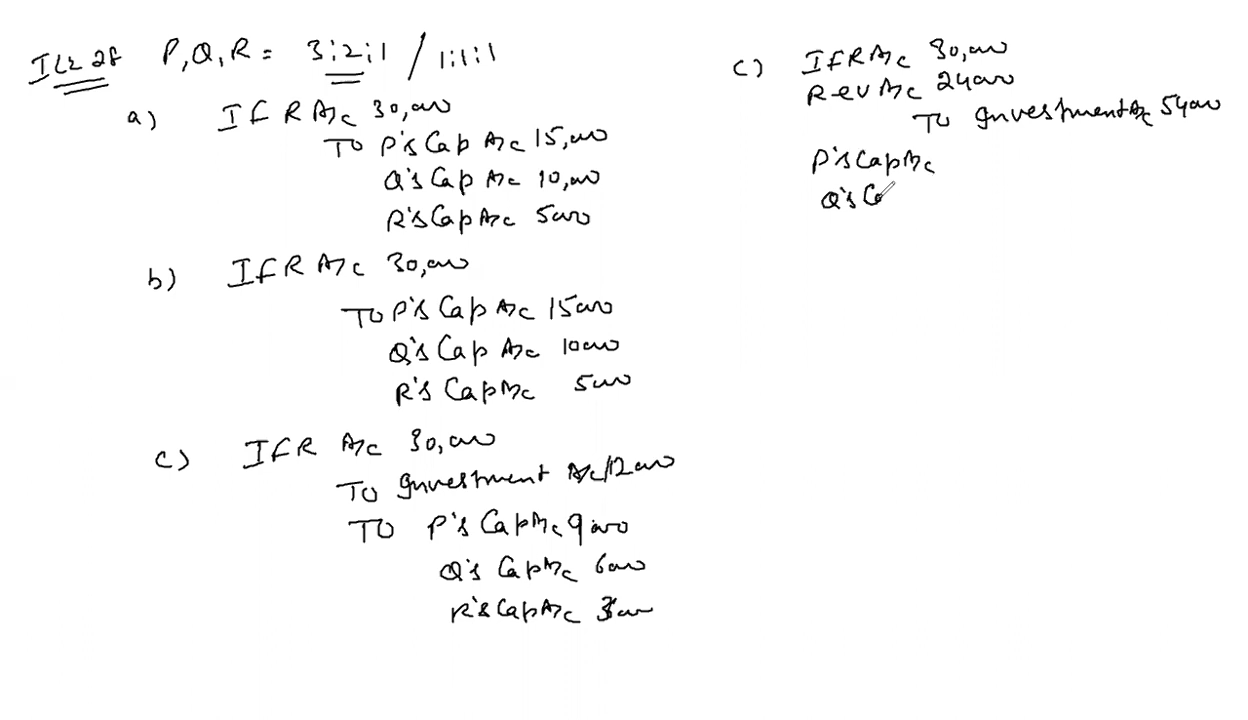 ILL 28 P, Q, R = 3:2:1 / 1:1:1
a) IFR A/c 30,000
To P's Cap A/c 15,000
Q's Cap A/c 10,000
R's Cap A/c 5000
b) IFR A/c 30,000
To P's Cap A/c 15000
Q's Cap A/c 10000
R's Cap A/c 5000
c) IFR A/c 30,000
To Investment A/c 12000
To P's Cap A/c 9000
Q's Cap A/c 6000
R's Cap A/c 3000
c) IFR A/c 30,000
Rev A/c 24000
To Investment A/c 54000
P's Cap A/c
Q's Ca